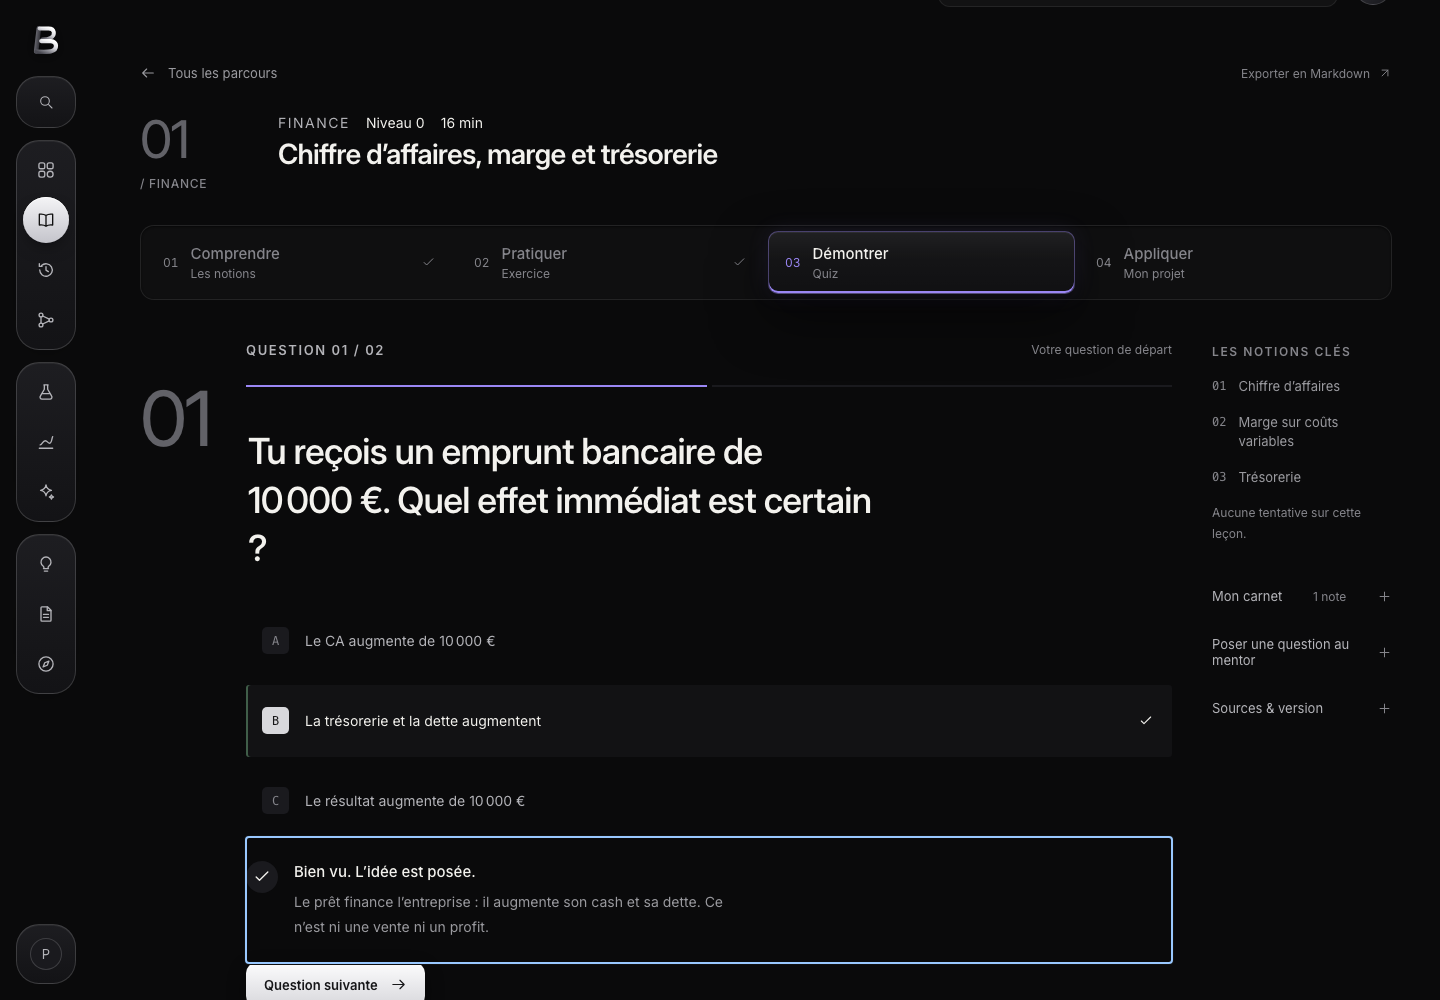 B
Tous les parcours
Exporter en Markdown
01
/ FINANCE
FINANCE Niveau 0 16 min
Chiffre d’affaires, marge et trésorerie
01 Comprendre
Les notions
02 Pratiquer
Exercice
03 Démontrer
Quiz
04 Appliquer
Mon projet
QUESTION 01 / 02
Votre question de départ
01
Tu reçois un emprunt bancaire de
10 000 €. Quel effet immédiat est certain
?
A Le CA augmente de 10 000 €
B La trésorerie et la dette augmentent
C Le résultat augmente de 10 000 €
Bien vu. L’idée est posée.
Le prêt finance l’entreprise : il augmente son cash et sa dette. Ce
n’est ni une vente ni un profit.
Question suivante
LES NOTIONS CLÉS
01 Chiffre d’affaires
02 Marge sur coûts
variables
03 Trésorerie
Aucune tentative sur cette
leçon.
Mon carnet 1 note
Poser une question au
mentor
Sources & version
P